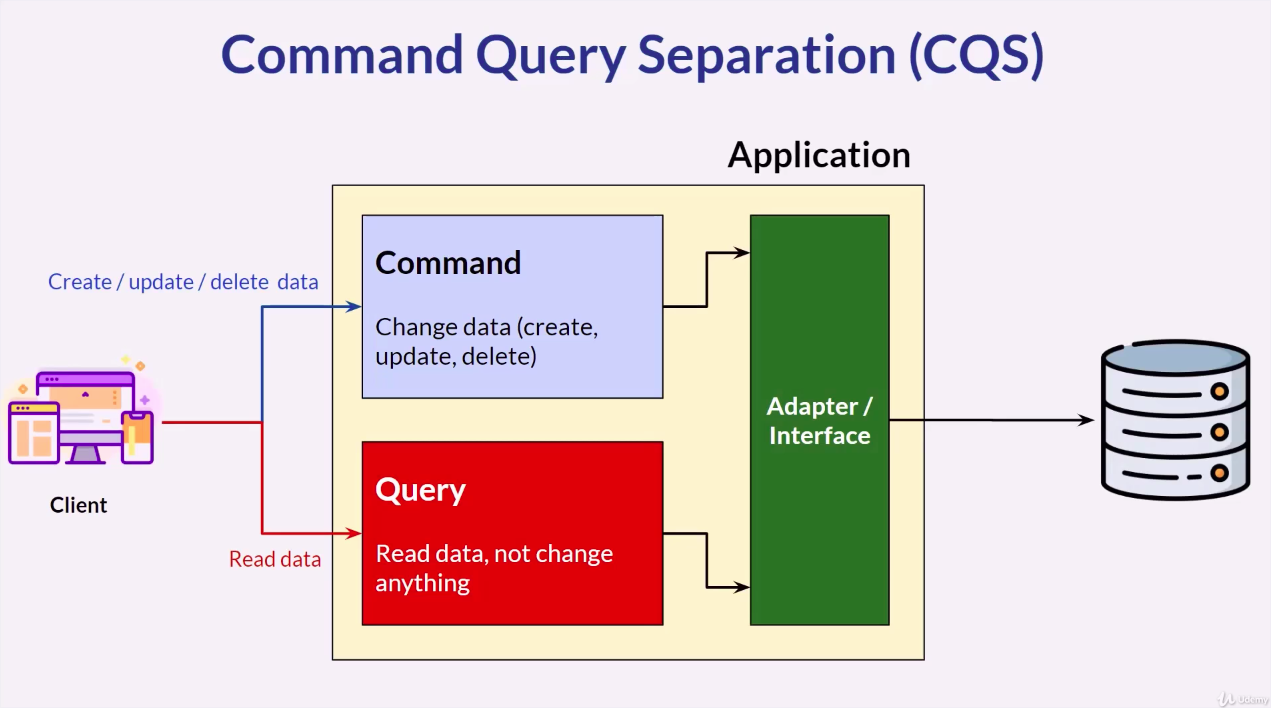 Command Query Separation (CQS)
Application
Create / update / delete data
Command
Change data (create,
update, delete)
Adapter /
Interface
Client
Query
Read data, not change
anything
Read data
Udemy